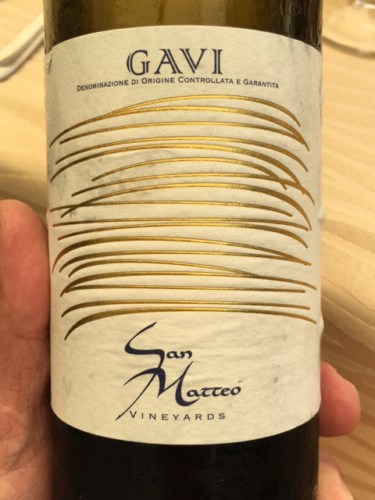 GAVI
DENOMINAZIONE DI ORIGINE CONTROLLATA E GARANTITA
San
Matteo
VINEYARDS